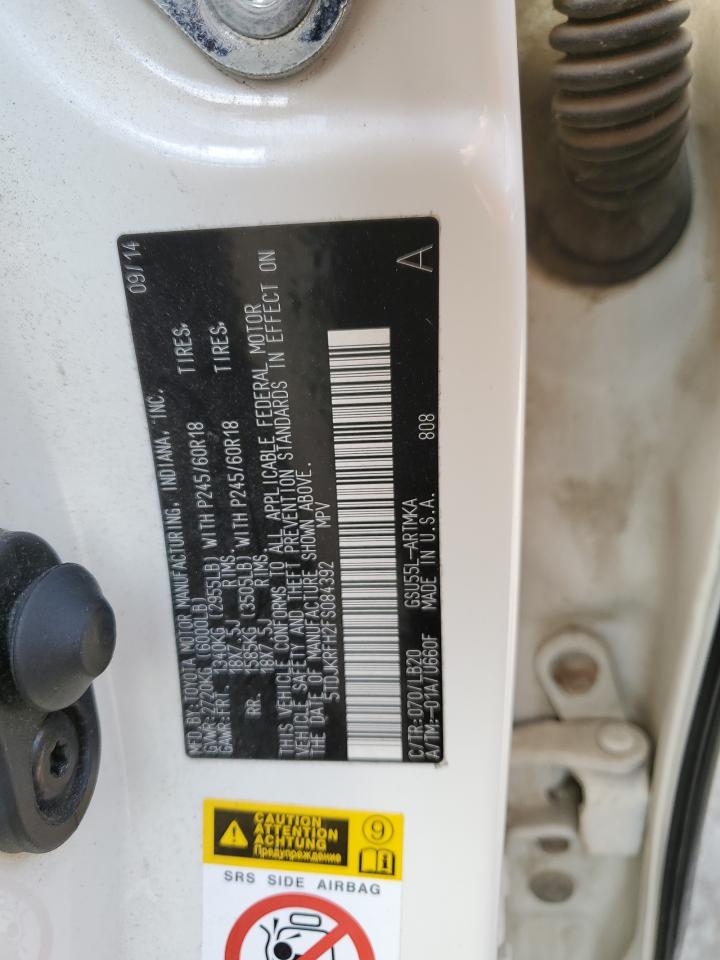 MFD.BY:TOYOTA MOTOR MANUFACTURING, INDIANA, INC. 09/14
GVWR:2720KG (6000LB)
GAWR:FRT. 1340KG (2955LB) WITH P245/60R18 TIRES,
18X7.5J RIMS.
RR. 1585KG (3505LB) WITH P245/60R18 TIRES,
18X7.5J RIMS.
THIS VEHICLE CONFORMS TO ALL APPLICABLE FEDERAL MOTOR
VEHICLE SAFETY AND THEFT PREVENTION STANDARDS IN EFFECT ON
THE DATE OF MANUFACTURE SHOWN ABOVE.
5TDJKRFH2FS084392 MPV
C/TR:070/LB20 GSU55L-ARTMKA A
A/TM:-01A/U660F MADE IN U.S.A. 808
CAUTION
ATTENTION
ACHTUNG
Предупреждение
9
SRS SIDE AIRBAG